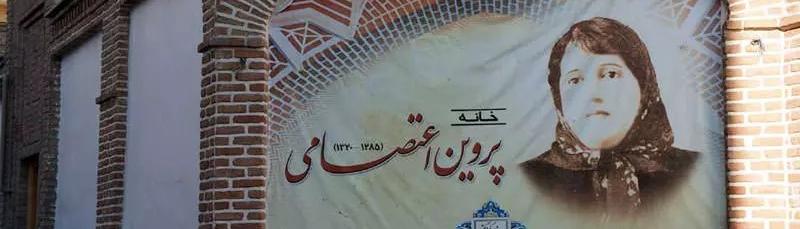 خانه
پروین اعتصامی
(۱۲۸۵-۱۳۲۰)